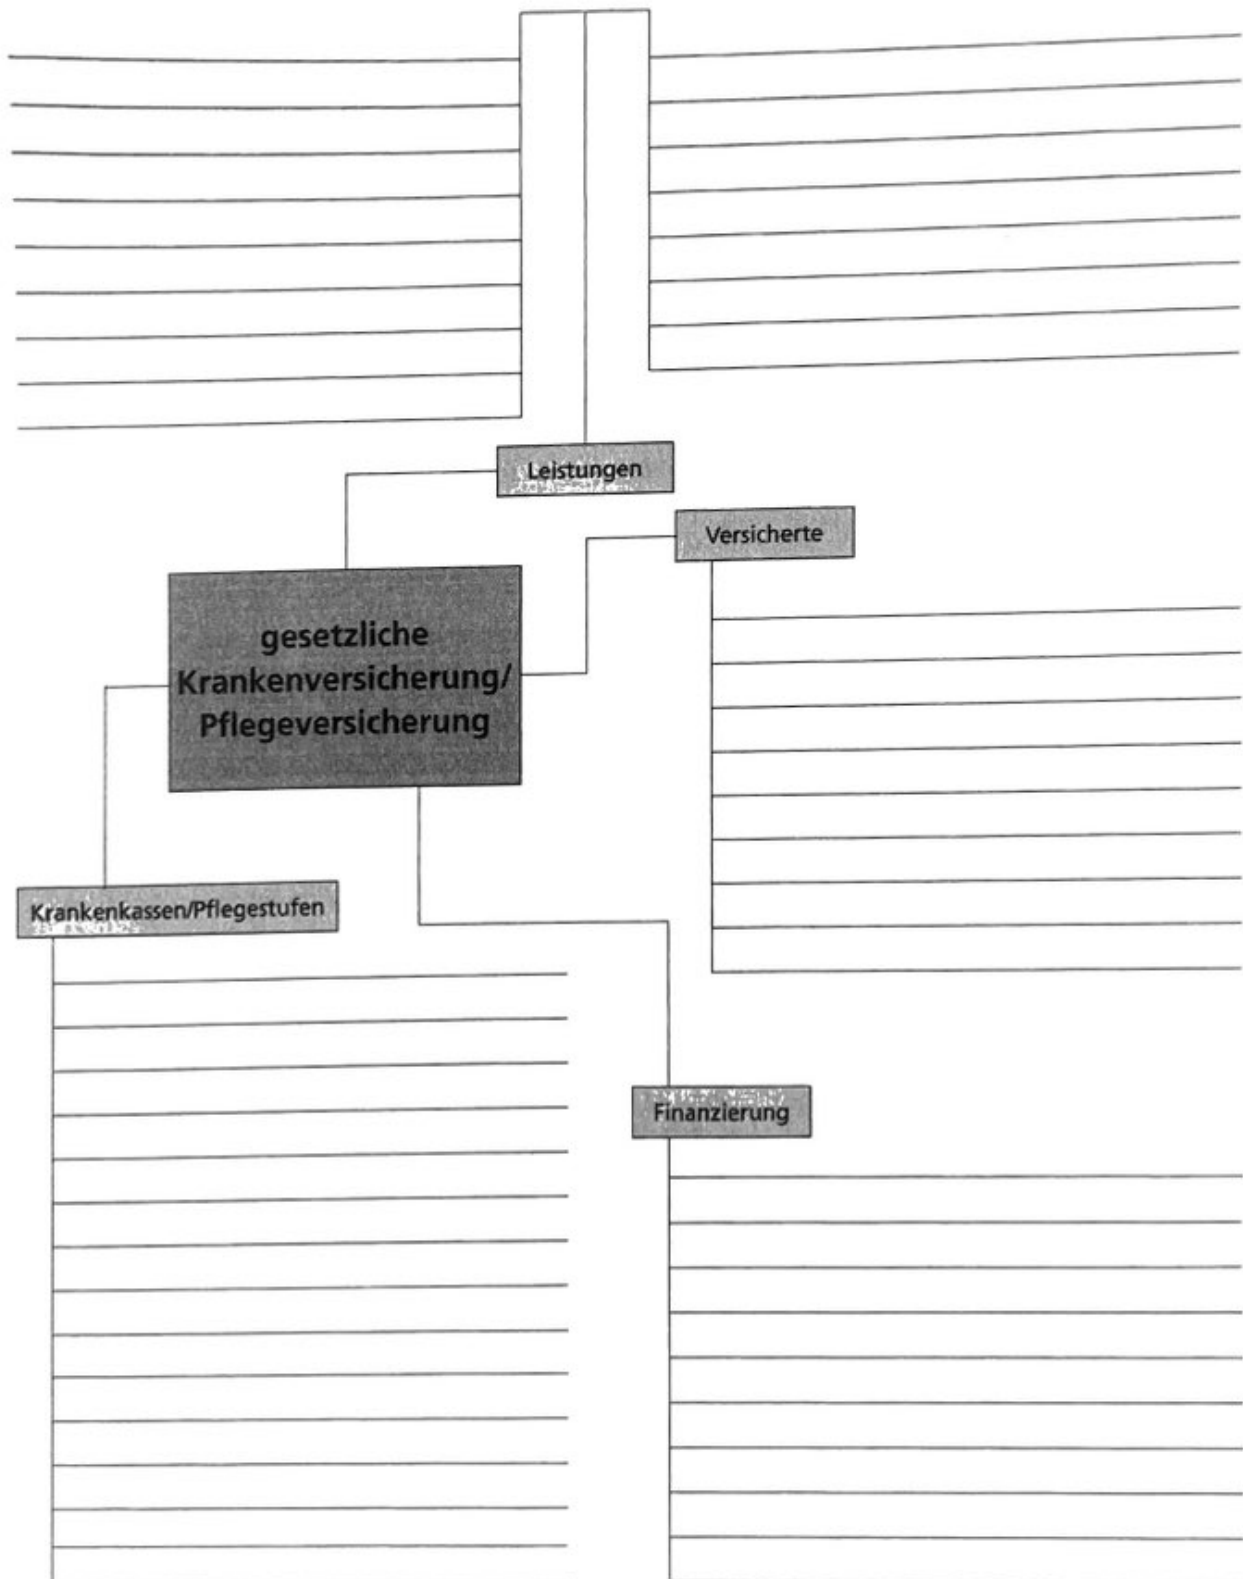 Leistungen
Versicherte
gesetzliche
Krankenversicherung/
Pflegeversicherung
Krankenkassen/Pflegestufen
Finanzierung